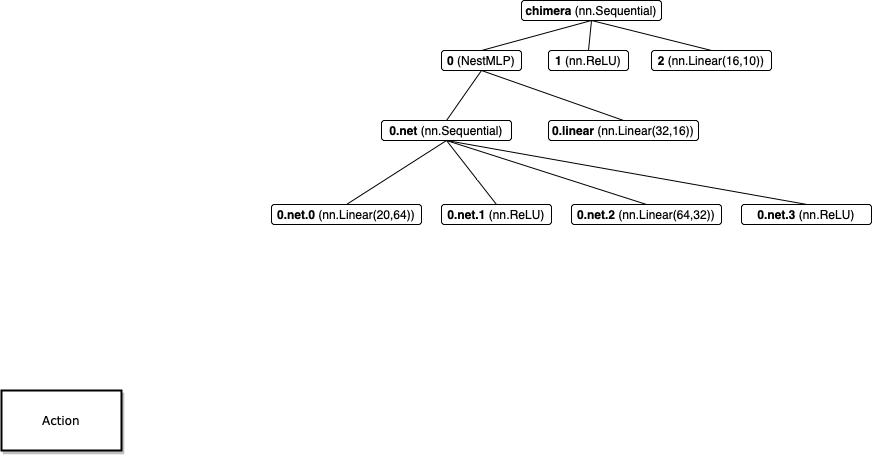 chimera (nn.Sequential)
0 (NestMLP)
1 (nn.ReLU)
2 (nn.Linear(16,10))
0.net (nn.Sequential)
0.linear (nn.Linear(32,16))
0.net.0 (nn.Linear(20,64))
0.net.1 (nn.ReLU)
0.net.2 (nn.Linear(64,32))
0.net.3 (nn.ReLU)
Action